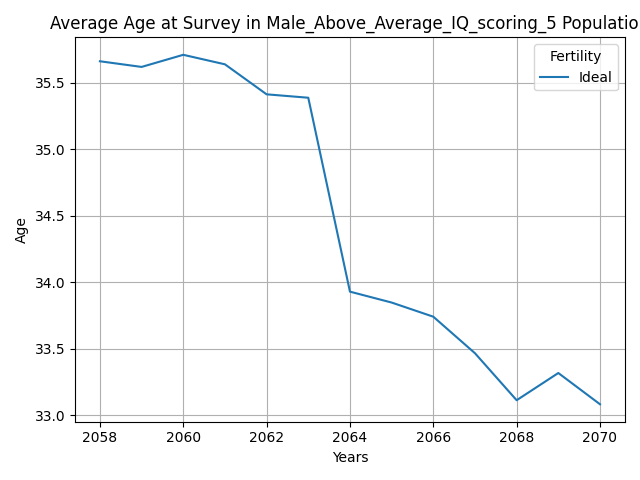 Average Age at Survey in Male_Above_Average_IQ_scoring_5 Populatio
Fertility
Ideal
Age
35.5
35.0
34.5
34.0
33.5
33.0
2058 2060 2062 2064 2066 2068 2070
Years